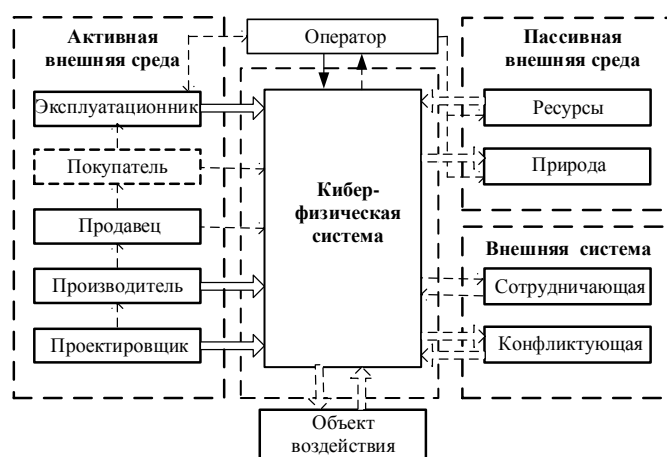 Активная
внешняя среда
Эксплуатационник
Покупатель
Продавец
Производитель
Проектировщик
Оператор
Кибер-
физическая
система
Объект
воздействия
Пассивная
внешняя среда
Ресурсы
Природа
Внешняя система
Сотрудничающая
Конфликтующая